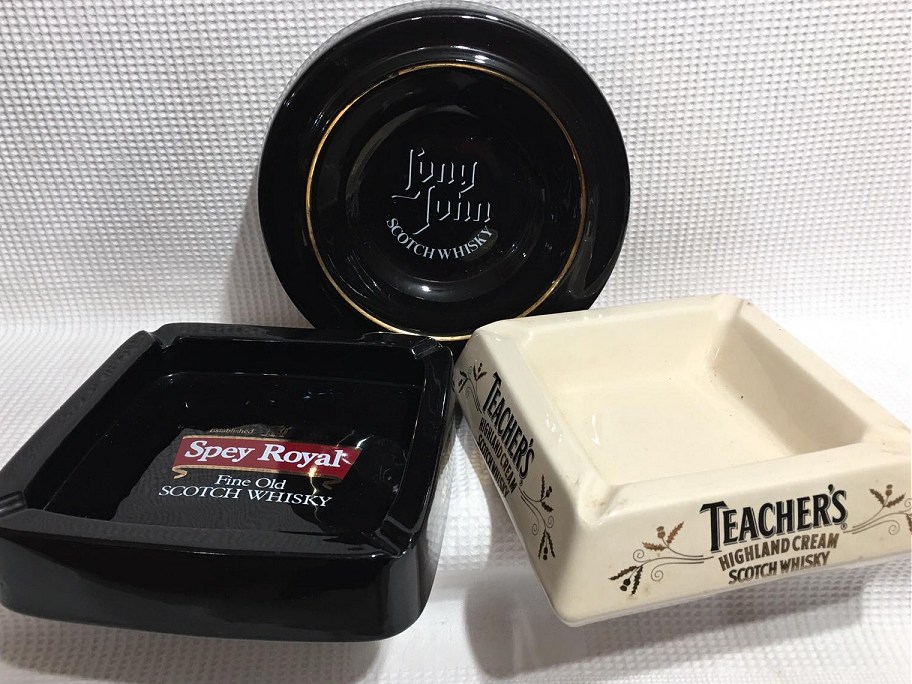 Long
John
SCOTCH WHISKY
Established
Spey Royal
Fine Old
SCOTCH WHISKY
TEACHER'S
HIGHLAND CREAM
SCOTCH WHISKY
TEACHER'S®
HIGHLAND CREAM
SCOTCH WHISKY